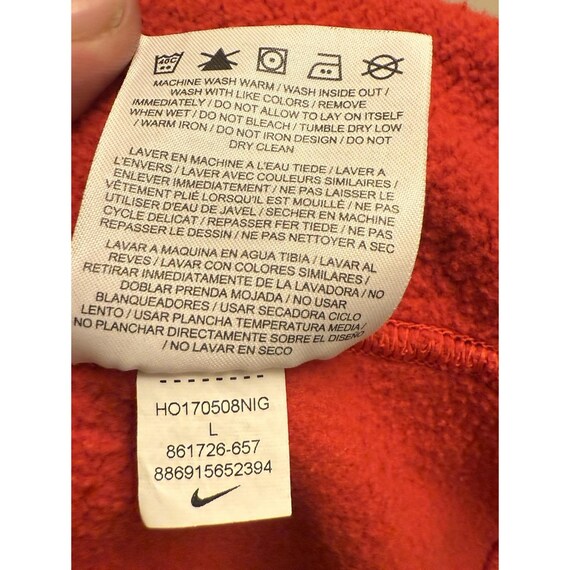 40C
MACHINE WASH WARM / WASH INSIDE OUT /
WASH WITH LIKE COLORS / REMOVE
IMMEDIATELY / DO NOT ALLOW TO LAY ON ITSELF
WHEN WET / DO NOT BLEACH / TUMBLE DRY LOW
/ WARM IRON / DO NOT IRON DESIGN / DO NOT
DRY CLEAN
LAVER EN MACHINE A L'EAU TIEDE / LAVER A
L'ENVERS / LAVER AVEC COULEURS SIMILAIRES /
ENLEVER IMMEDIATEMENT / NE PAS LAISSER LE
VÊTEMENT PLIÉ LORSQU'IL EST MOUILLÉ / NE PAS
UTILISER D'EAU DE JAVEL / SECHER EN MACHINE
CYCLE DELICAT / REPASSER FER TIEDE / NE PAS
REPASSER LE DESSIN / NE PAS NETTOYER A SEC
LAVAR A MAQUINA EN AGUA TIBIA / LAVAR AL
REVES / LAVAR CON COLORES SIMILARES /
RETIRAR INMEDIATAMENTE DE LA LAVADORA / NO
DOBLAR PRENDA MOJADA / NO USAR
BLANQUEADORES / USAR SECADORA CICLO
LENTO / USAR PLANCHA TEMPERATURA MEDIA /
NO PLANCHAR DIRECTAMENTE SOBRE EL DISEÑO
/ NO LAVAR EN SECO
HO170508NIG
L
861726-657
886915652394